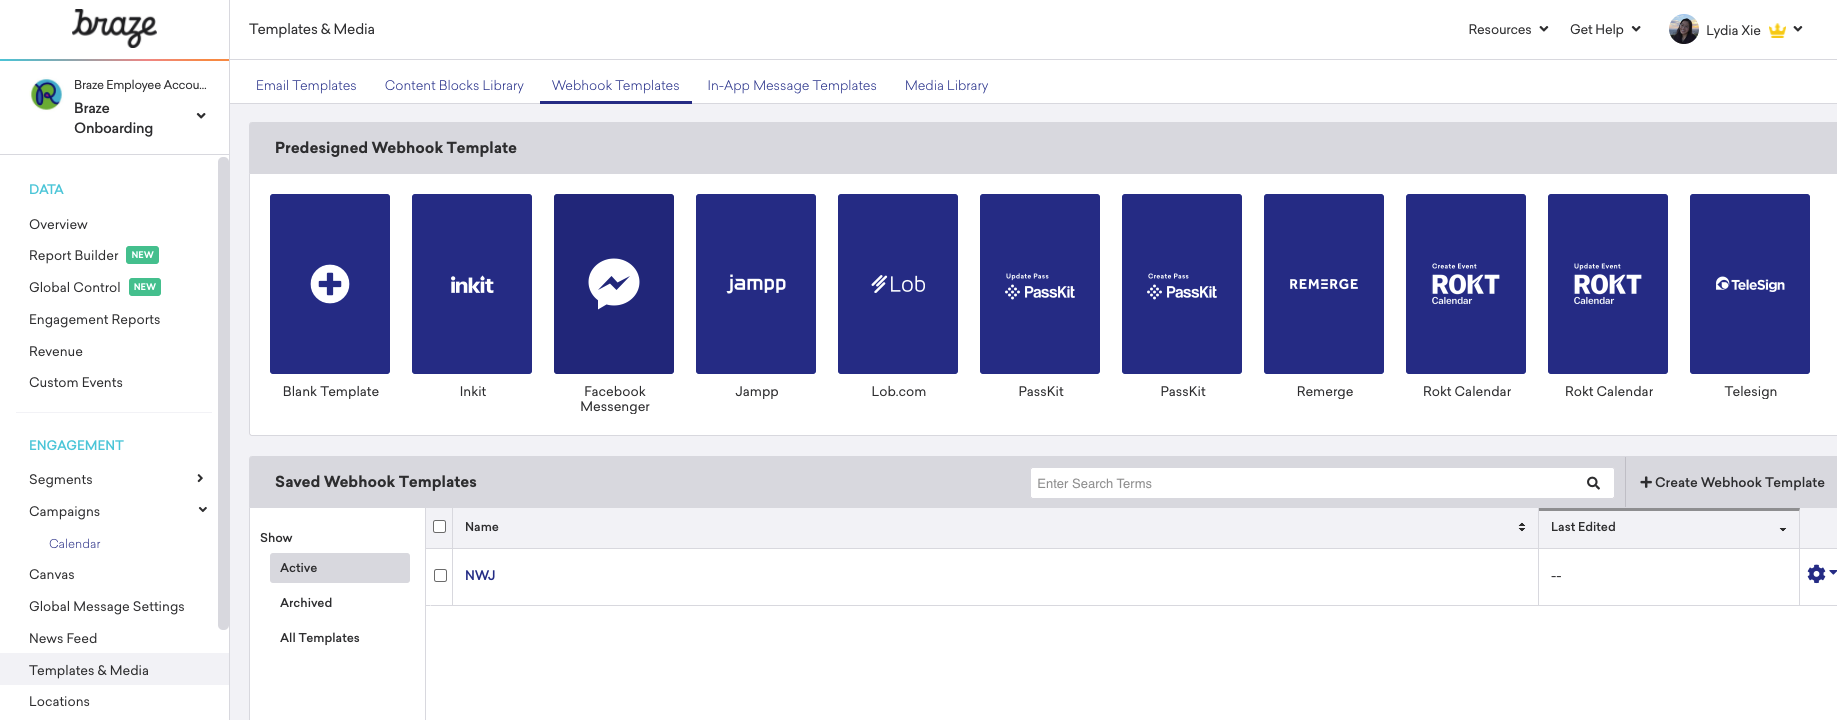 braze
Templates & Media
Resources
Get Help
Lydia Xie
Braze Employee Accou...
Braze
Onboarding
Email Templates
Content Blocks Library
Webhook Templates
In-App Message Templates
Media Library
DATA
Overview
Report Builder NEW
Global Control NEW
Engagement Reports
Revenue
Custom Events
ENGAGEMENT
Segments
Campaigns
Calendar
Canvas
Global Message Settings
News Feed
Templates & Media
Locations
Predesigned Webhook Template
Blank Template
inkit
Inkit
Facebook
Messenger
jampp
Jampp
Lob
Lob.com
Update Pass
PassKit
PassKit
Create Pass
PassKit
PassKit
REMERGE
Remerge
Create Event
ROKT
Calendar
Rokt Calendar
Update Event
ROKT
Calendar
Rokt Calendar
TeleSign
Telesign
Saved Webhook Templates
Enter Search Terms
Create Webhook Template
Show
Active
Archived
All Templates
Name
Last Edited
NWJ
--